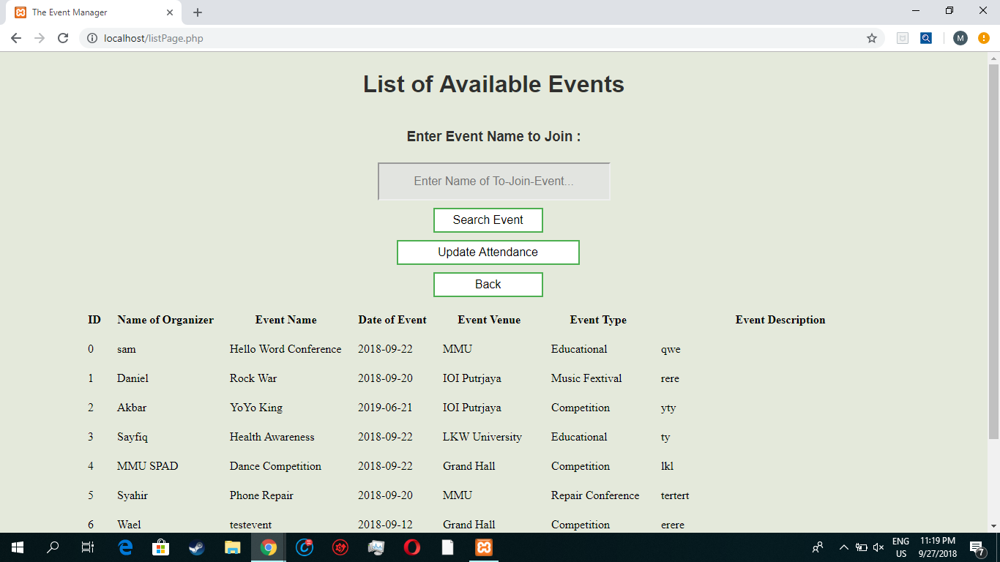 The Event Manager
localhost/listPage.php
M
List of Available Events
Enter Event Name to Join :
Enter Name of To-Join-Event...
Search Event
Update Attendance
Back
ID Name of Organizer Event Name Date of Event Event Venue Event Type Event Description
0 sam Hello Word Conference 2018-09-22 MMU Educational qwe
1 Daniel Rock War 2018-09-20 IOI Putrjaya Music Fextival rere
2 Akbar YoYo King 2019-06-21 IOI Putrjaya Competition yty
3 Sayfiq Health Awareness 2018-09-22 LKW University Educational ty
4 MMU SPAD Dance Competition 2018-09-22 Grand Hall Competition lkl
5 Syahir Phone Repair 2018-09-20 MMU Repair Conference tertert
6 Wael testevent 2018-09-12 Grand Hall Competition erere
ENG 11:19 PM
US 9/27/2018 7